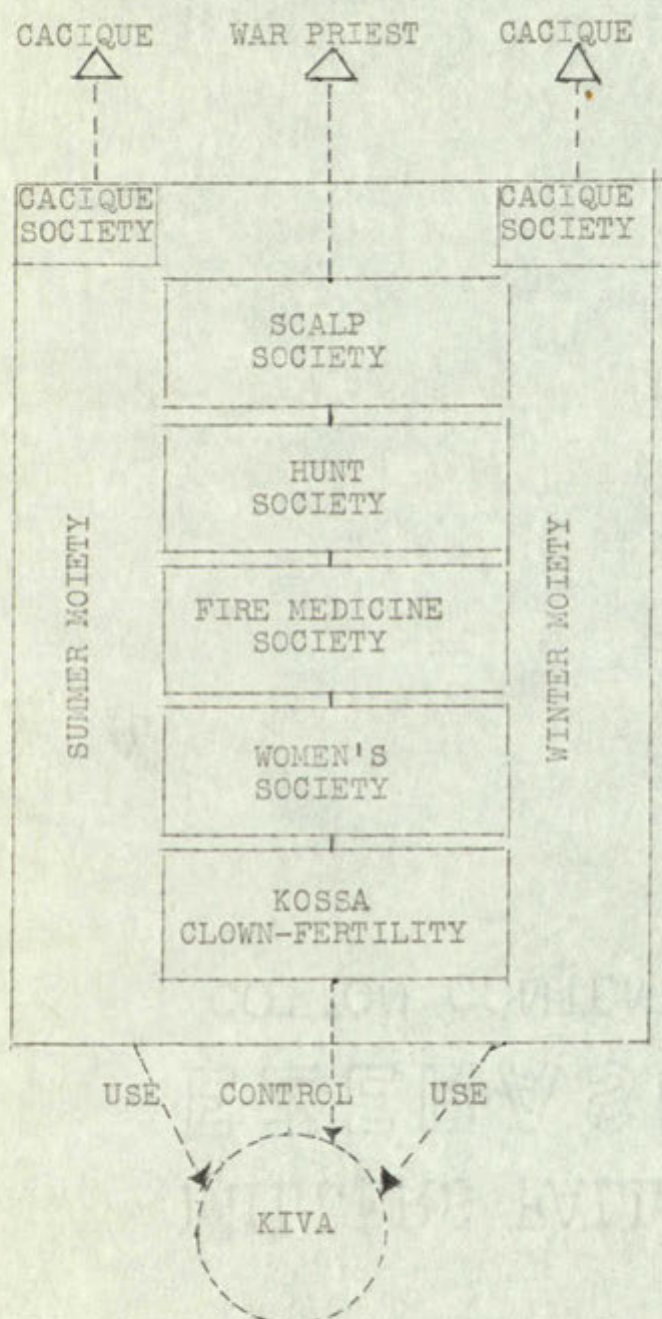 CACIQUE WAR PRIEST CACIQUE
CACIQUE
SOCIETY
CACIQUE
SOCIETY
SCALP
SOCIETY
HUNT
SOCIETY
SUMMER MOIETY
WINTER MOIETY
FIRE MEDICINE
SOCIETY
WOMEN'S
SOCIETY
KOSSA
CLOWN-FERTILITY
USE CONTROL USE
KIVA